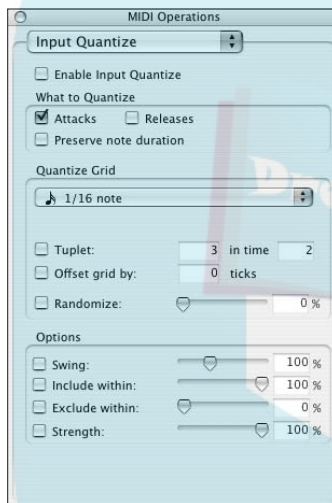 MIDI Operations
Input Quantize
Enable Input Quantize
What to Quantize
Attacks Releases
Preserve note duration
Quantize Grid
1/16 note
Tuplet: 3 in time 2
Offset grid by: 0 ticks
Randomize: 0 %
Options
Swing: 100 %
Include within: 100 %
Exclude within: 0 %
Strength: 100 %